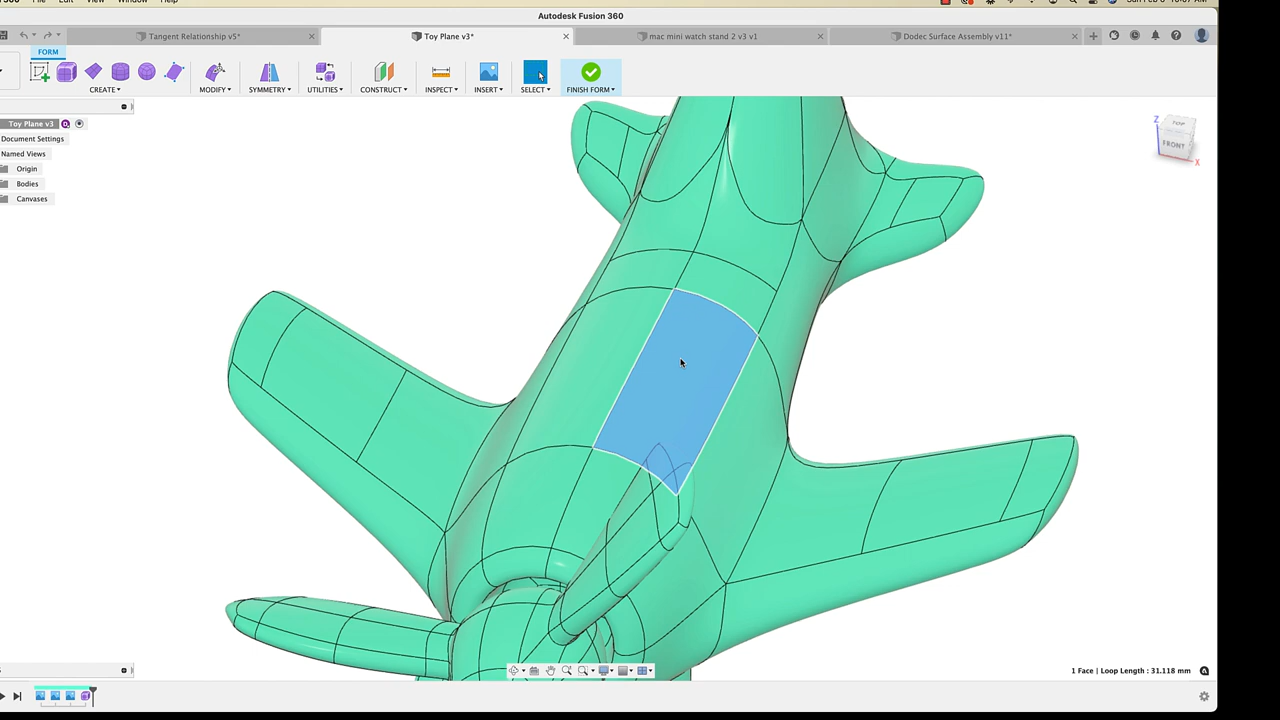 File Edit View Window Help
Autodesk Fusion 360
Tangent Relationship v5*
Toy Plane v3*
mac mini watch stand 2 v3 v1
Dodec Surface Assembly v11*
FORM
CREATE
MODIFY
SYMMETRY
UTILITIES
CONSTRUCT
INSPECT
INSERT
SELECT
FINISH FORM
Toy Plane v3
Document Settings
Named Views
Origin
Bodies
Canvases
TOP
FRONT
Z
X
1 Face | Loop Length : 31.118 mm